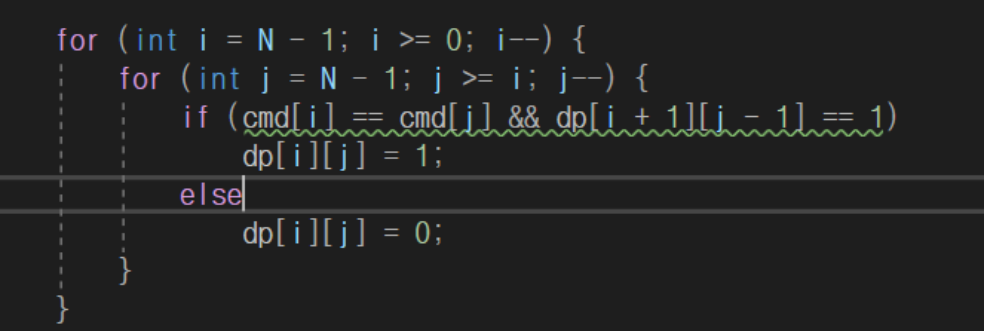 for (int i = N - 1; i >= 0; i--) {
for (int j = N - 1; j >= i; j--) {
if (cmd[i] == cmd[j] && dp[i + 1][j - 1] == 1)
dp[i][j] = 1;
else
dp[i][j] = 0;
}
}